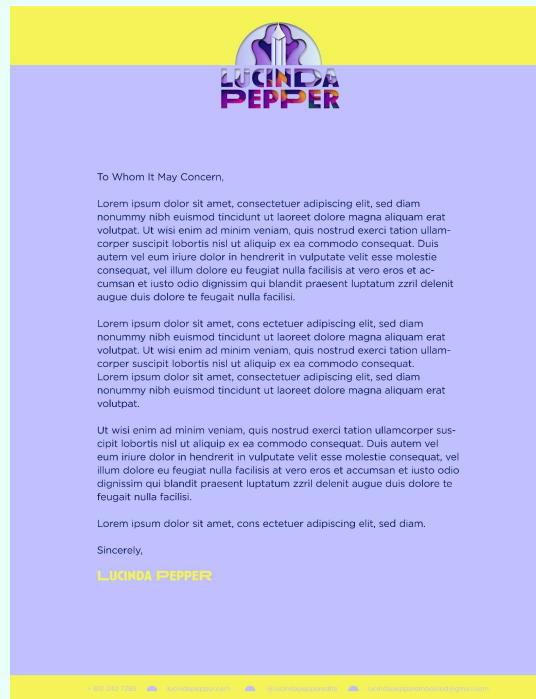 LUCINDA
PEPPER
To Whom It May Concern,
Lorem ipsum dolor sit amet, consectetuer adipiscing elit, sed diam
nonummy nibh euismod tincidunt ut laoreet dolore magna aliquam erat
volutpat. Ut wisi enim ad minim veniam, quis nostrud exerci tation ullam-
corper suscipit lobortis nisl ut aliquip ex ea commodo consequat. Duis
autem vel eum iriure dolor in hendrerit in vulputate velit esse molestie
consequat, vel illum dolore eu feugiat nulla facilisis at vero eros et ac-
cumsan et iusto odio dignissim qui blandit praesent luptatum zzril delenit
augue duis dolore te feugait nulla facilisi.
Lorem ipsum dolor sit amet, cons ectetuer adipiscing elit, sed diam
nonummy nibh euismod tincidunt ut laoreet dolore magna aliquam erat
volutpat. Ut wisi enim ad minim veniam, quis nostrud exerci tation ullam-
corper suscipit lobortis nisl ut aliquip ex ea commodo consequat.
Lorem ipsum dolor sit amet, consectetuer adipiscing elit, sed diam
nonummy nibh euismod tincidunt ut laoreet dolore magna aliquam erat
volutpat.
Ut wisi enim ad minim veniam, quis nostrud exerci tation ullamcorper sus-
cipit lobortis nisl ut aliquip ex ea commodo consequat. Duis autem vel
eum iriure dolor in hendrerit in vulputate velit esse molestie consequat, vel
illum dolore eu feugiat nulla facilisis at vero eros et accumsan et iusto odio
dignissim qui blandit praesent luptatum zzril delenit augue duis dolore te
feugait nulla facilisi.
Lorem ipsum dolor sit amet, cons ectetuer adipiscing elit, sed diam.
Sincerely,
LUCINDA PEPPER
lucindapepper.com